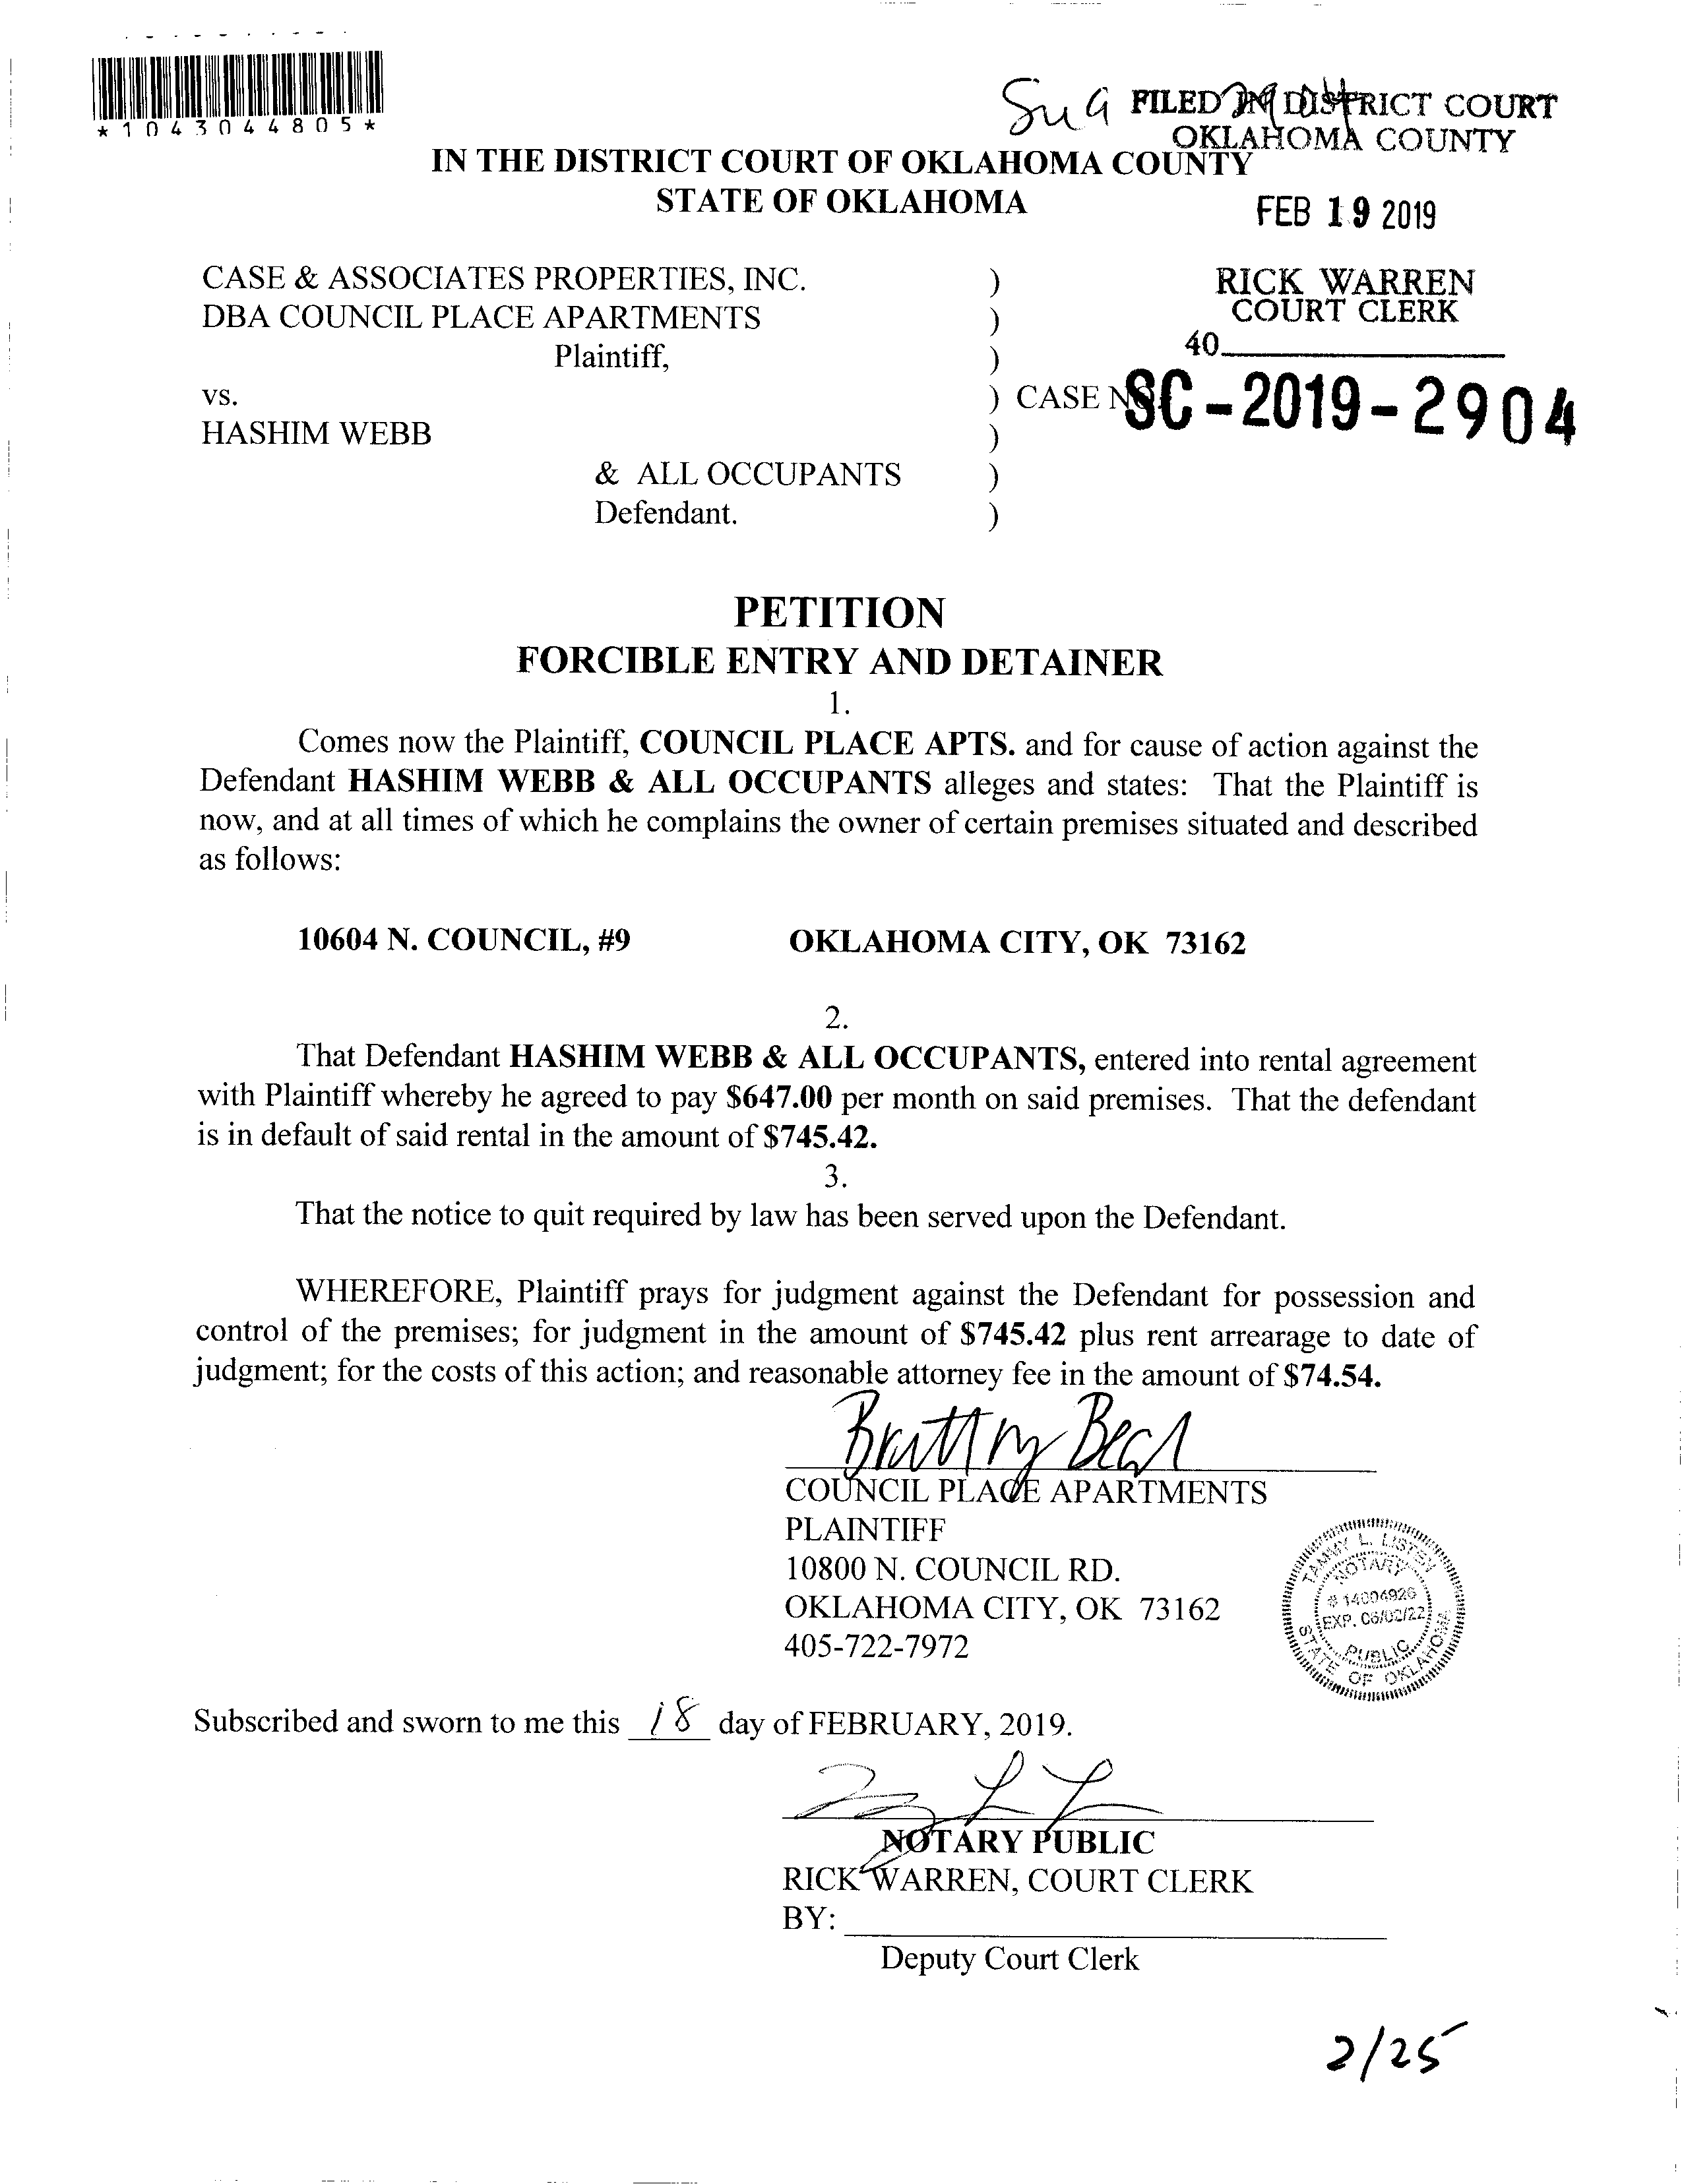 *1043044805*
FILED IN DISTRICT COURT
OKLAHOMA COUNTY
IN THE DISTRICT COURT OF OKLAHOMA COUNTY
STATE OF OKLAHOMA
FEB 19 2019
CASE & ASSOCIATES PROPERTIES, INC. )
RICK WARREN
DBA COUNCIL PLACE APARTMENTS )
COURT CLERK
Plaintiff, )
40
vs. ) CASE NO.
SC-2019-2904
HASHIM WEBB )
& ALL OCCUPANTS )
Defendant. )
PETITION
FORCIBLE ENTRY AND DETAINER
1.
Comes now the Plaintiff, COUNCIL PLACE APTS. and for cause of action against the
Defendant HASHIM WEBB & ALL OCCUPANTS alleges and states: That the Plaintiff is
now, and at all times of which he complains the owner of certain premises situated and described
as follows:
10604 N. COUNCIL, #9 OKLAHOMA CITY, OK 73162
2.
That Defendant HASHIM WEBB & ALL OCCUPANTS, entered into rental agreement
with Plaintiff whereby he agreed to pay $647.00 per month on said premises. That the defendant
is in default of said rental in the amount of $745.42.
3.
That the notice to quit required by law has been served upon the Defendant.
WHEREFORE, Plaintiff prays for judgment against the Defendant for possession and
control of the premises; for judgment in the amount of $745.42 plus rent arrearage to date of
judgment; for the costs of this action; and reasonable attorney fee in the amount of $74.54.
COUNCIL PLACE APARTMENTS
PLAINTIFF
10800 N. COUNCIL RD.
OKLAHOMA CITY, OK 73162
405-722-7972
TAMMY L.
NOTARY
# 14004926
EXP. 06/02/22
PUBLIC
STATE OF OKLAHOMA
Subscribed and sworn to me this 18 day of FEBRUARY, 2019.
NOTARY PUBLIC
RICK WARREN, COURT CLERK
BY:
Deputy Court Clerk
2/25